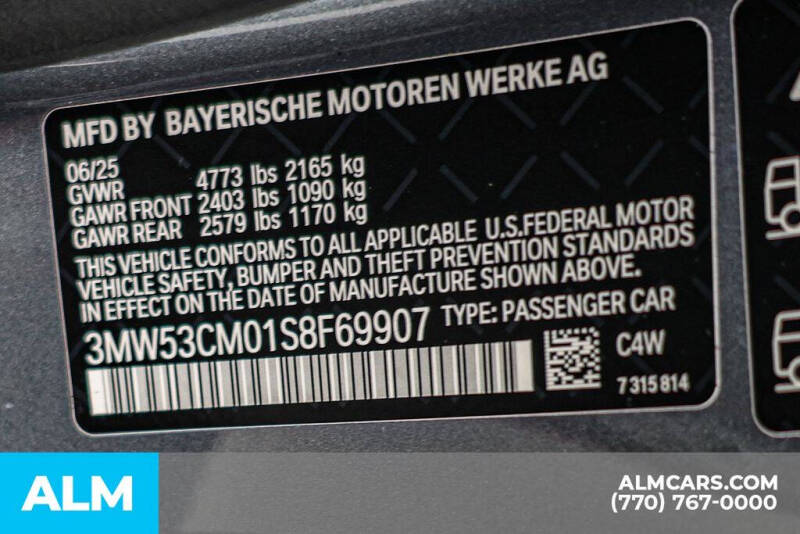 MFD BY BAYERISCHE MOTOREN WERKE AG
06/25
GVWR 4773 lbs 2165 kg
GAWR FRONT 2403 lbs 1090 kg
GAWR REAR 2579 lbs 1170 kg
THIS VEHICLE CONFORMS TO ALL APPLICABLE U.S.FEDERAL MOTOR
VEHICLE SAFETY, BUMPER AND THEFT PREVENTION STANDARDS
IN EFFECT ON THE DATE OF MANUFACTURE SHOWN ABOVE.
3MW53CM01S8F69907 TYPE: PASSENGER CAR
C4W
7315814
ALM
ALMCARS.COM
(770) 767-0000